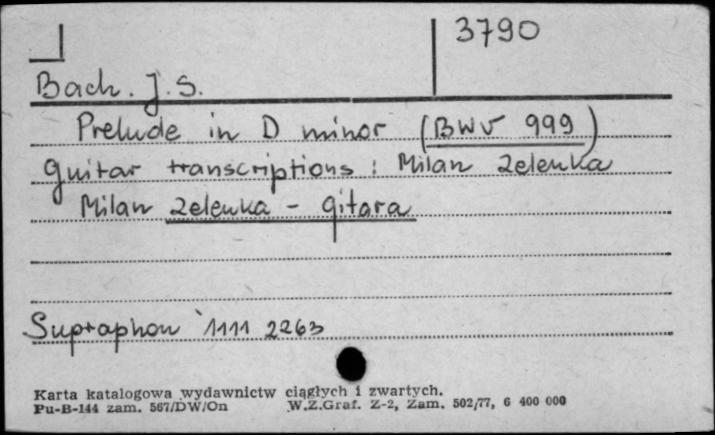 3790
Bach. J. S.
Prelude in D minor (BWV 999)
guitar transcriptions : Milan Zelenka
Milan Zelenka - gitara
Supraphon 1111 2263
Karta katalogowa wydawnictw ciągłych i zwartych.
Pu-B-144 zam. 567/DW/On W.Z.Graf. Z-2, Zam. 502/77, 6 400 000